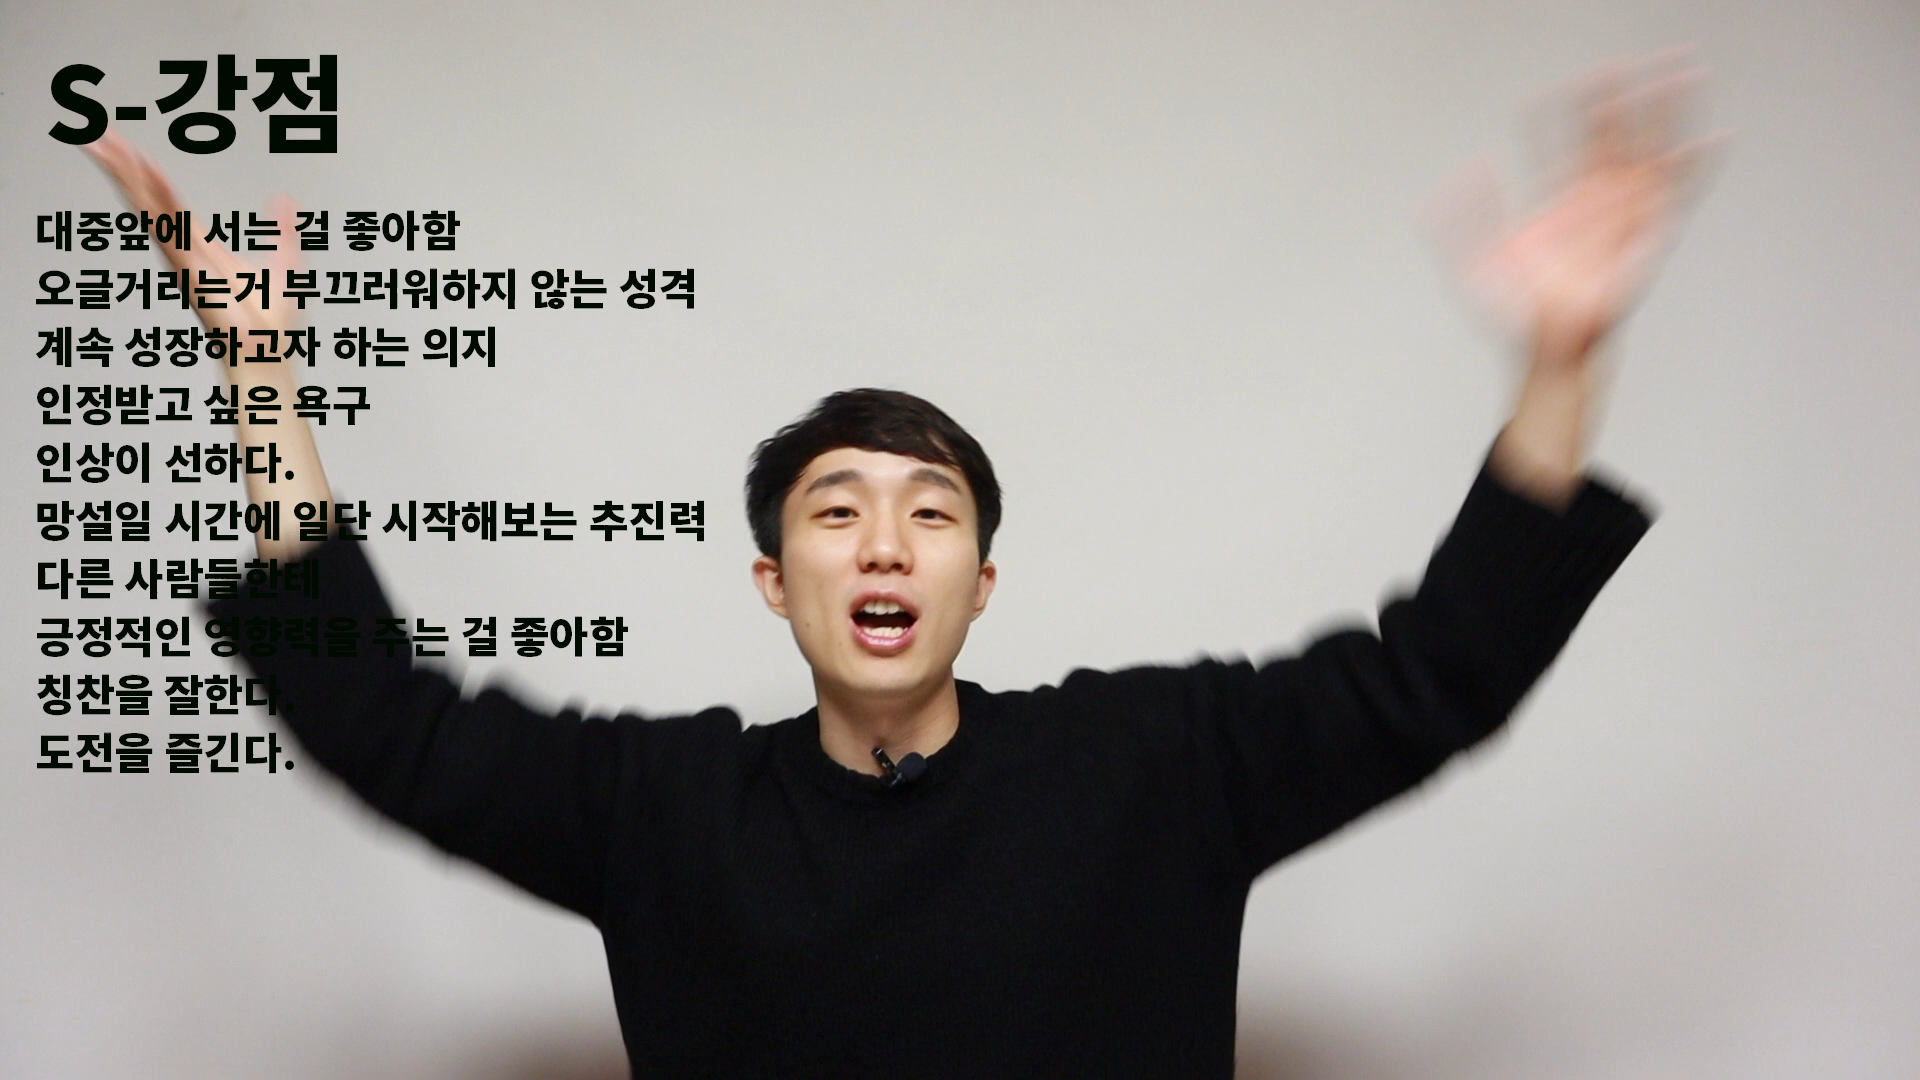 S-강점
대중앞에 서는 걸 좋아함
오글거리는거 부끄러워하지 않는 성격
계속 성장하고자 하는 의지
인정받고 싶은 욕구
인상이 선하다.
망설일 시간에 일단 시작해보는 추진력
다른 사람들한테
긍정적인 영향력을 주는 걸 좋아함
칭찬을 잘한다.
도전을 즐긴다.